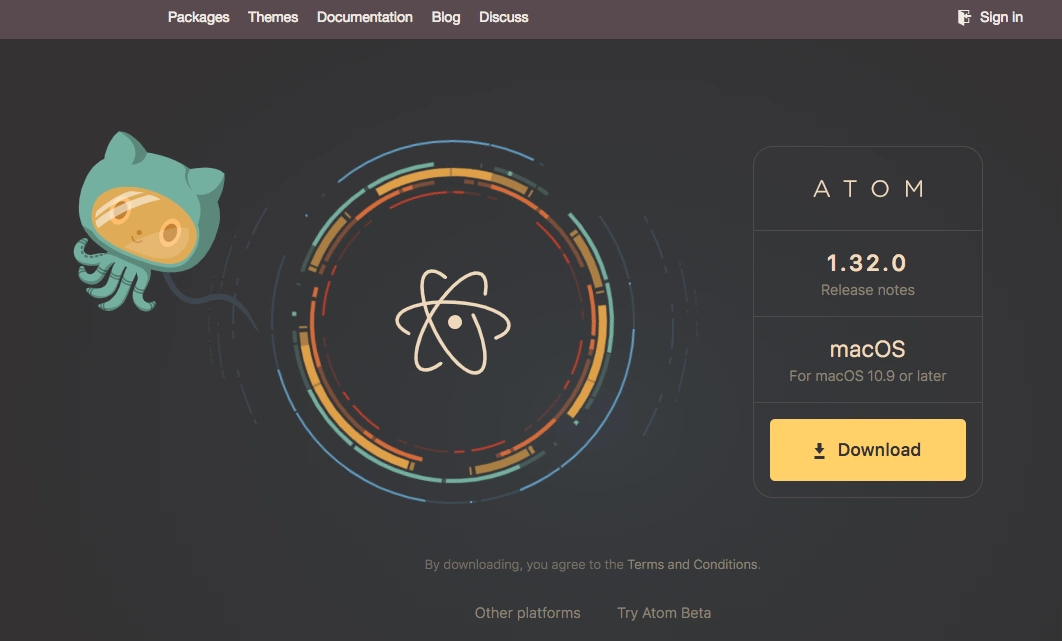 Packages Themes Documentation Blog Discuss Sign in
ATOM
1.32.0
Release notes
macOS
For macOS 10.9 or later
Download
By downloading, you agree to the Terms and Conditions.
Other platforms Try Atom Beta